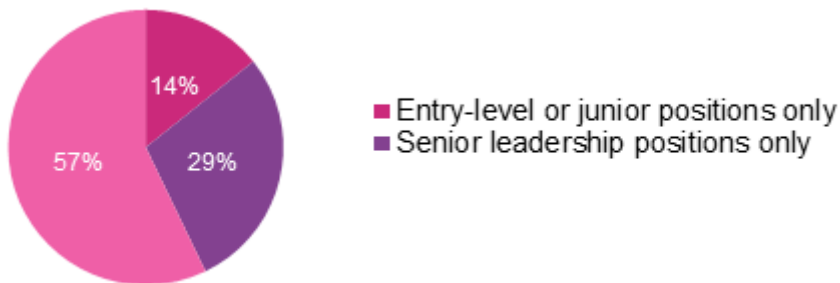 14%
57%
29%
Entry-level or junior positions only
Senior leadership positions only